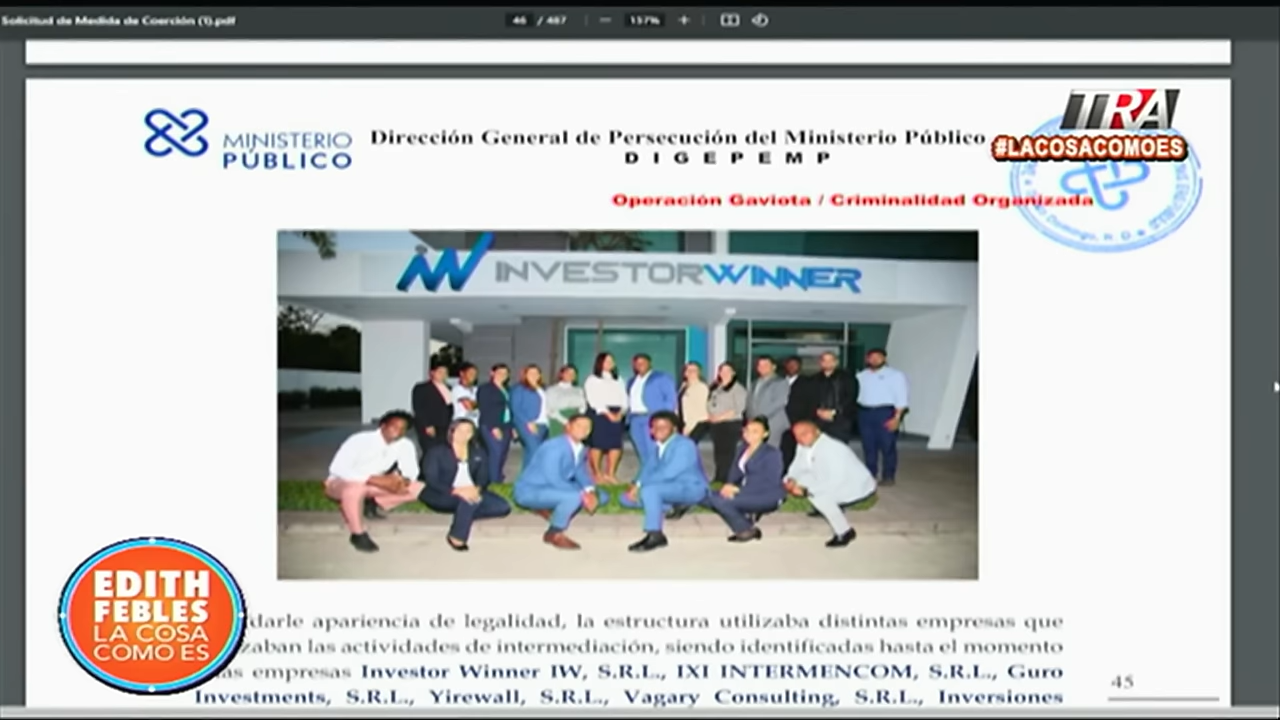 Solicitud de Medida de Coerción (1).pdf
46 / 487
157%
MINISTERIO
PÚBLICO
Dirección General de Persecución del Ministerio Público
DIGEPEMP
TRA
#LACOSACOMOES
Operación Gaviota / Criminalidad Organizada
Domingo, R. D.
IW INVESTORWINNER
EDITH
FEBLES
LA COSA
COMO ES
darle apariencia de legalidad, la estructura utilizaba distintas empresas que
zaban las actividades de intermediación, siendo identificadas hasta el momento
as empresas Investor Winner IW, S.R.L., IXI INTERMENCOM, S.R.L., Guro
Investments, S.R.L., Yirewall, S.R.L., Vagary Consulting, S.R.L., Inversiones
45